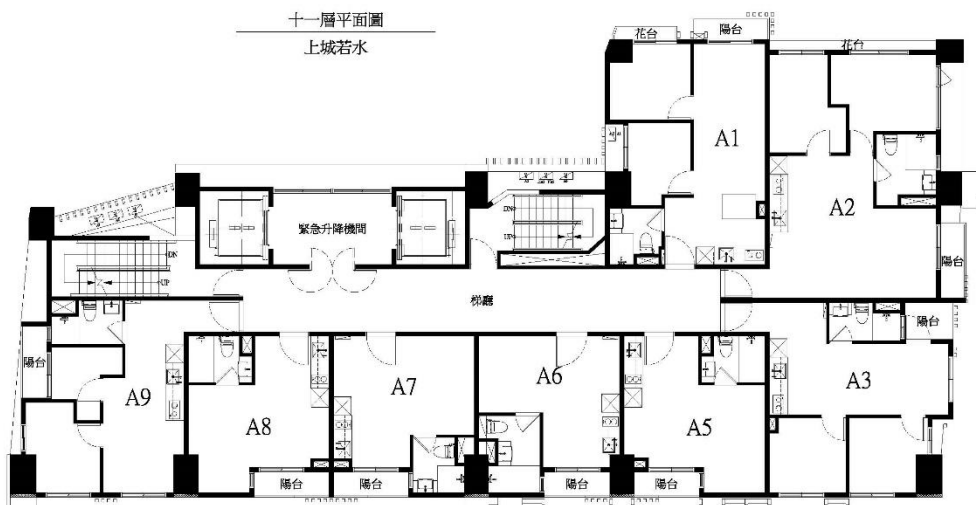 十一層平面圖
上城若水
花台
陽台
花台
A1
A2
緊急升降機間
DN
UP
DN
UP
梯廳
陽台
陽台
陽台
A9
A8
A7
A6
A5
A3
陽台
陽台
陽台
陽台